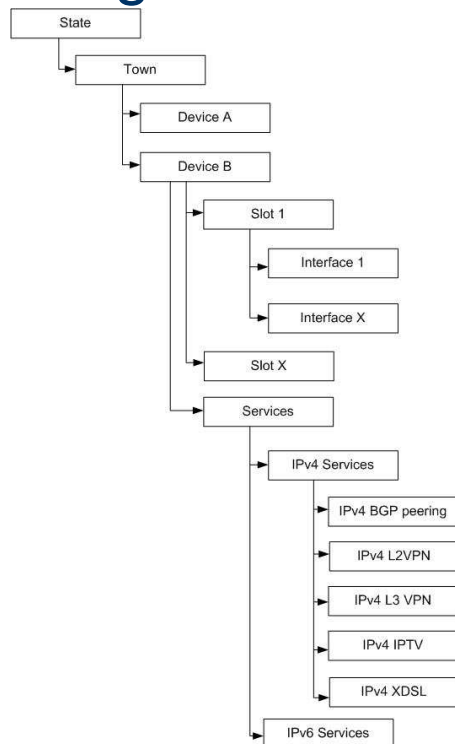 State
Town
Device A
Device B
Slot 1
Interface 1
Interface X
Slot X
Services
IPv4 Services
IPv4 BGP peering
IPv4 L2VPN
IPv4 L3 VPN
IPv4 IPTV
IPv4 XDSL
IPv6 Services